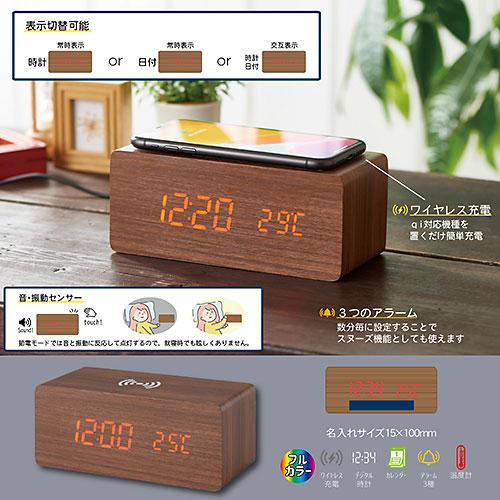 表示切替可能
常時表示
時計
or
常時表示
日付
or
交互表示
時計
日付
12:20 29℃
ワイヤレス充電
qi対応機種を
置くだけ簡単充電
音・振動センサー
Sound!
touch!
節電モードでは音と振動に反応して点灯するので、就寝時でも眩しくありません。
3つのアラーム
数分毎に設定することで
スヌーズ機能としても使えます
12:00 25℃
12:34 25℃
名入れサイズ15×100mm
フル
カラー
ワイヤレス
充電
12:34
デジタル
時計
カレンダー
アラーム
3種
温度計